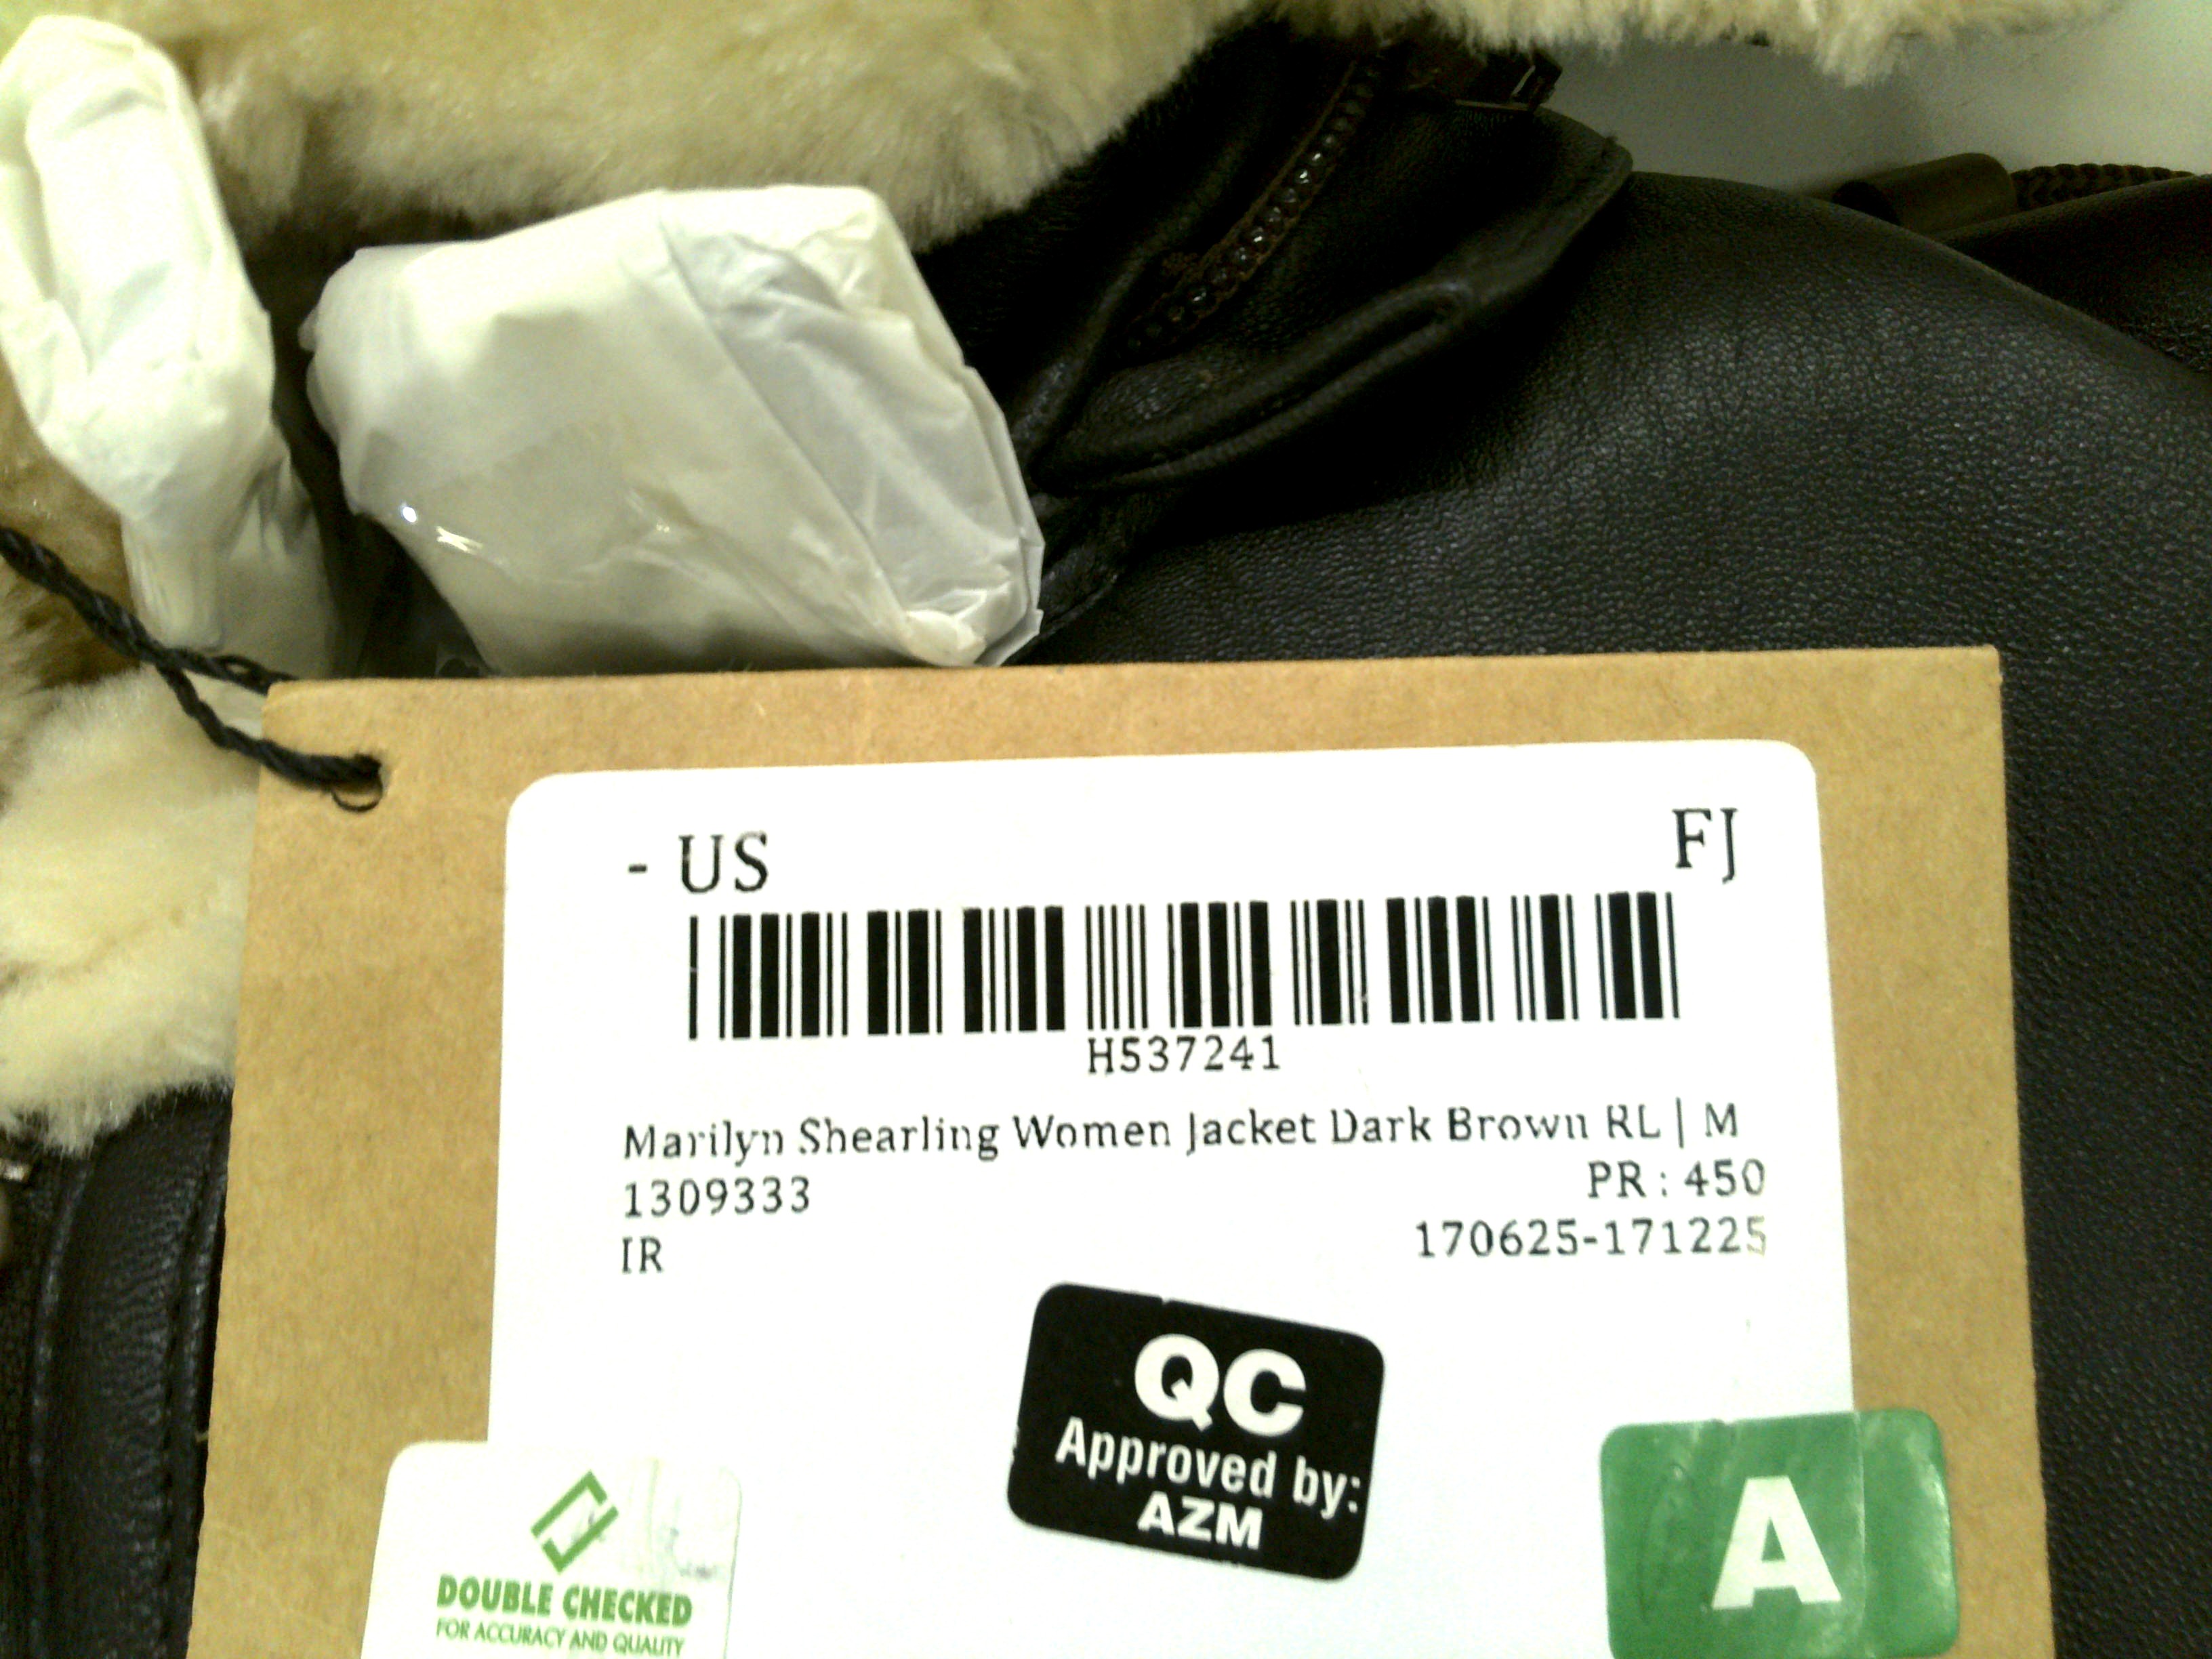 - US FJ
H537241
Marilyn Shearling Women Jacket Dark Brown RL | M
1309333 PR : 450
IR 170625-171225
QC
Approved by:
AZM
A
DOUBLE CHECKED
FOR ACCURACY AND QUALITY